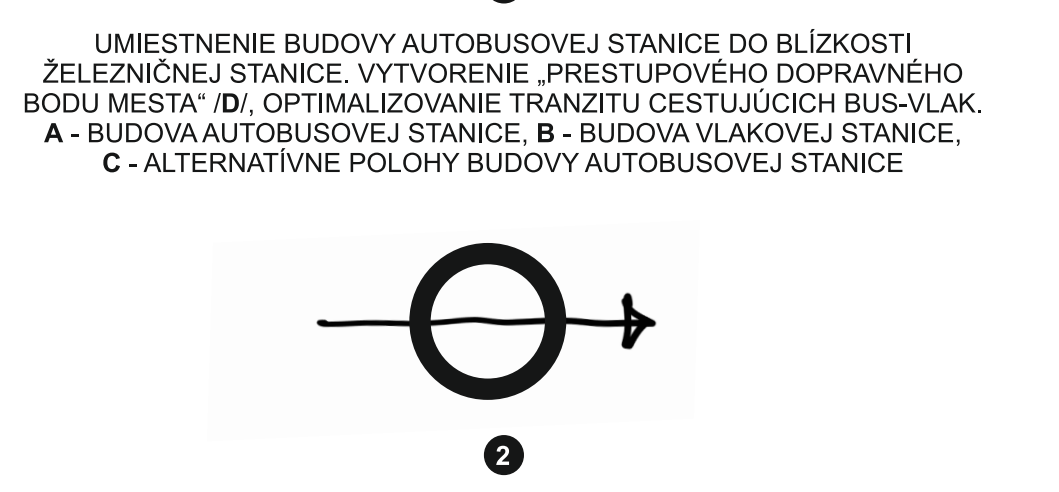 UMIESTNENIE BUDOVY AUTOBUSOVEJ STANICE DO BLÍZKOSTI
ŽELEZNIČNEJ STANICE. VYTVORENIE „PRESTUPOVÉHO DOPRAVNÉHO
BODU MESTA“ /D/, OPTIMALIZOVANIE TRANZITU CESTUJÚCICH BUS-VLAK.
A - BUDOVA AUTOBUSOVEJ STANICE, B - BUDOVA VLAKOVEJ STANICE,
C - ALTERNATÍVNE POLOHY BUDOVY AUTOBUSOVEJ STANICE
2